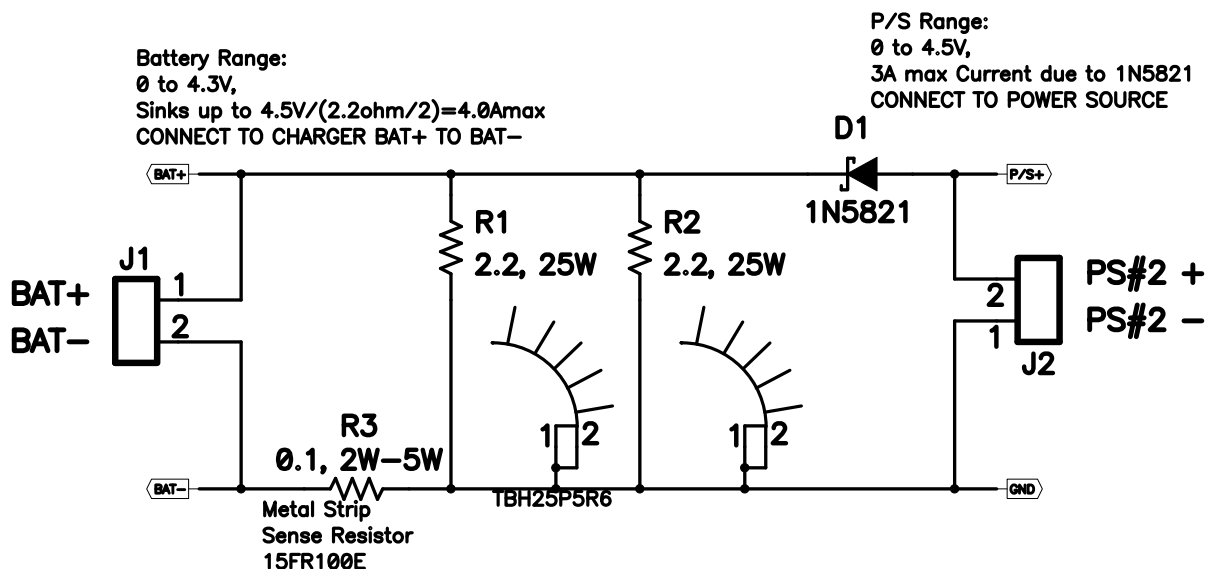 P/S Range:
0 to 4.5V,
3A max Current due to 1N5821
CONNECT TO POWER SOURCE
Battery Range:
0 to 4.3V,
Sinks up to 4.5V/(2.2ohm/2)=4.0Amax
CONNECT TO CHARGER BAT+ TO BAT-
D1
1N5821
BAT+
P/S+
R1
2.2, 25W
R2
2.2, 25W
J1
BAT+ 1
BAT- 2
PS#2 +
2
PS#2 -
1
J2
1 2
1 2
R3
0.1, 2W-5W
BAT-
GND
TBH25P5R6
Metal Strip
Sense Resistor
15FR100E